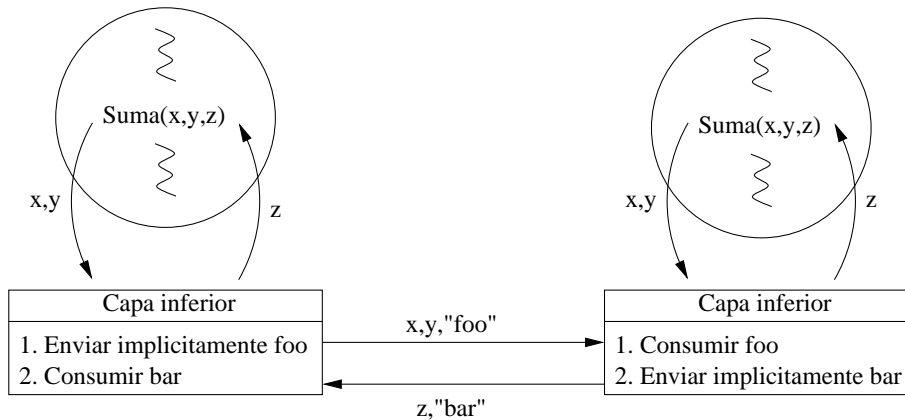 Suma(x,y,z)
x,y
z
Suma(x,y,z)
x,y
z
Capa inferior
1. Enviar implicitamente foo
2. Consumir bar
x,y,"foo"
z,"bar"
Capa inferior
1. Consumir foo
2. Enviar implicitamente bar